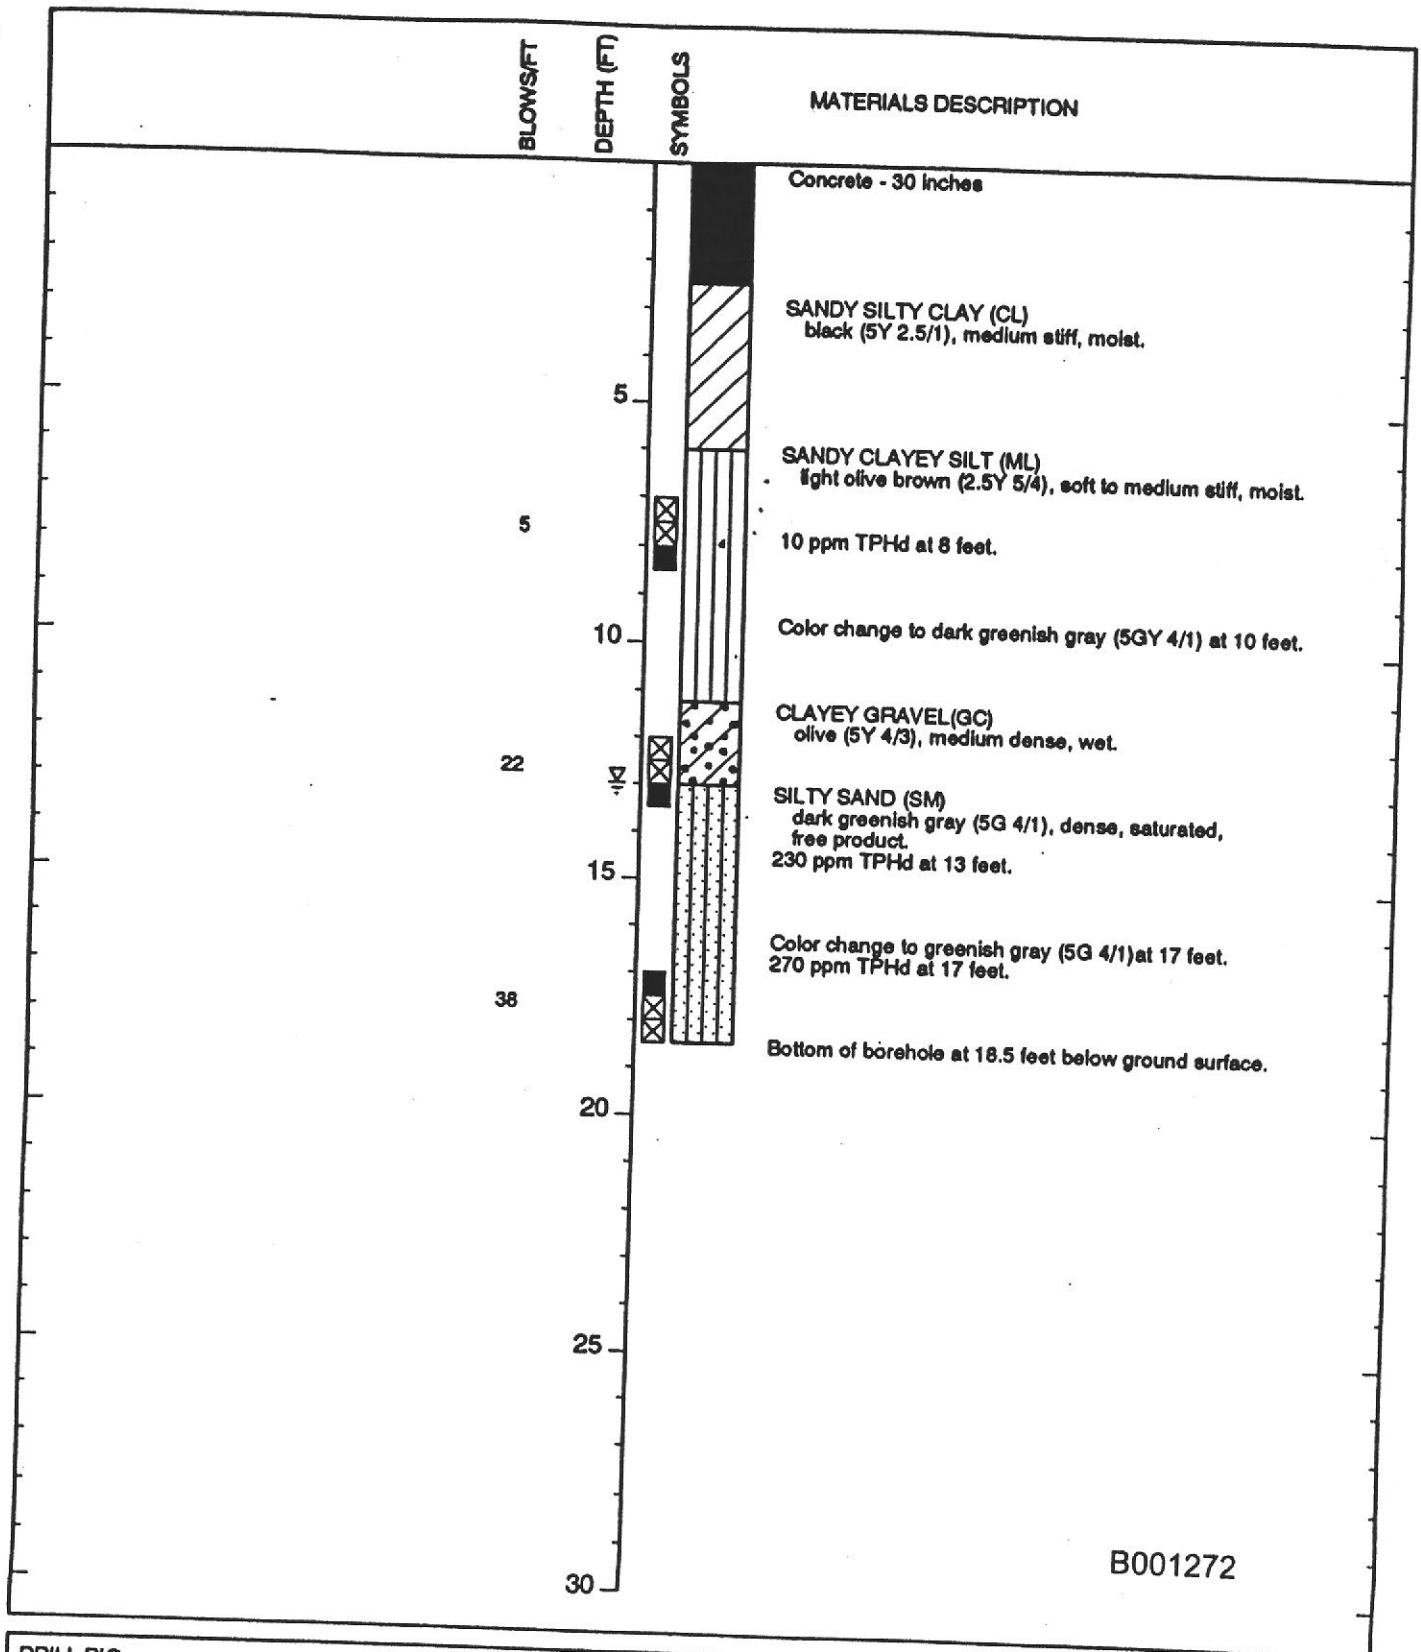 BLOWS/FT
DEPTH (FT)
SYMBOLS
MATERIALS DESCRIPTION
Concrete - 30 inches
SANDY SILTY CLAY (CL)
black (5Y 2.5/1), medium stiff, moist.
5
SANDY CLAYEY SILT (ML)
light olive brown (2.5Y 5/4), soft to medium stiff, moist.
5
10 ppm TPHd at 8 feet.
10
Color change to dark greenish gray (5GY 4/1) at 10 feet.
CLAYEY GRAVEL(GC)
olive (5Y 4/3), medium dense, wet.
22
SILTY SAND (SM)
dark greenish gray (5G 4/1), dense, saturated,
free product.
230 ppm TPHd at 13 feet.
15
Color change to greenish gray (5G 4/1)at 17 feet.
270 ppm TPHd at 17 feet.
38
Bottom of borehole at 18.5 feet below ground surface.
20
25
30
B001272